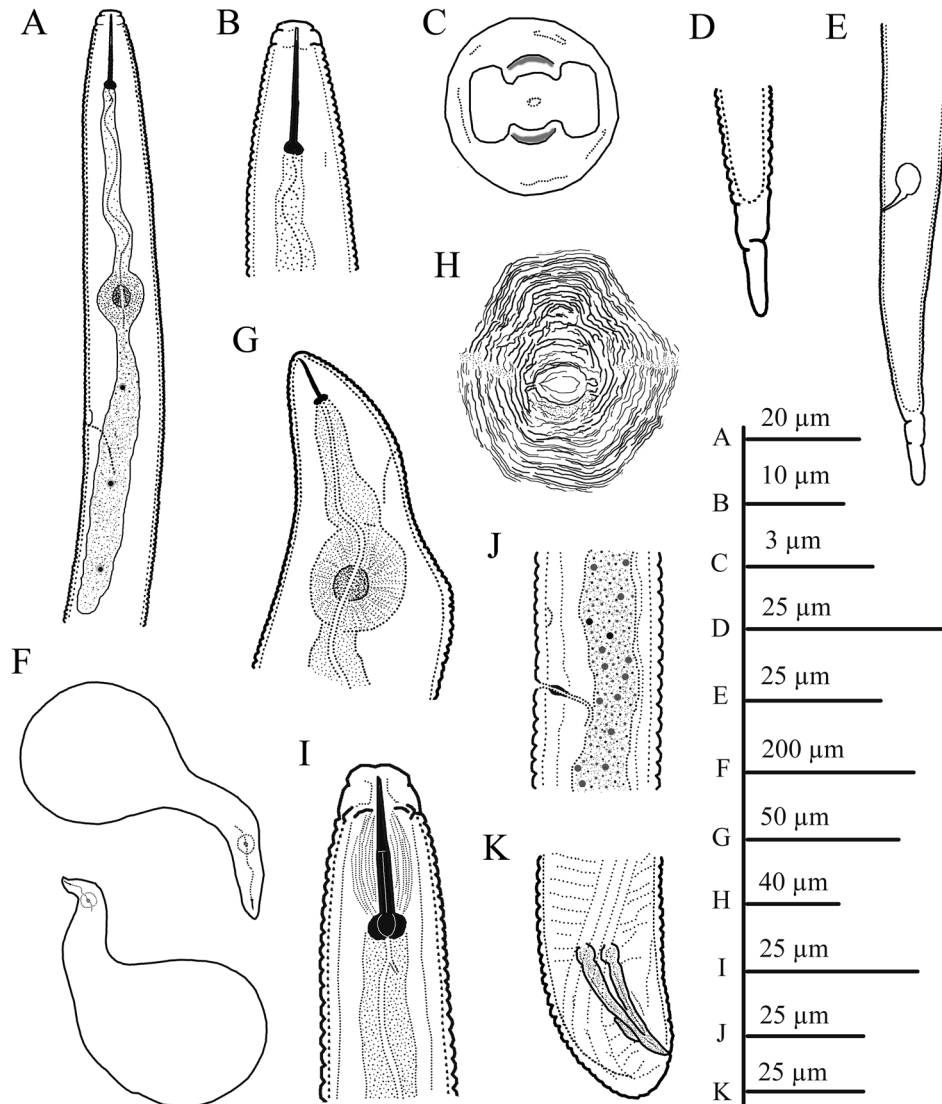 A
B
C
D
E
F
G
H
I
J
K
A 20 µm
B 10 µm
C 3 µm
D 25 µm
E 25 µm
F 200 µm
G 50 µm
H 40 µm
I 25 µm
J 25 µm
K 25 µm